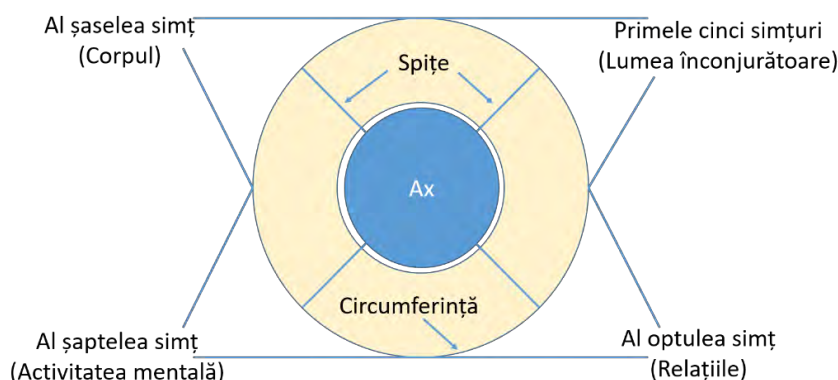 Al șaselea simț
(Corpul)
Primele cinci simțuri
(Lumea înconjurătoare)
Spițe
Ax
Circumferință
Al șaptelea simț
(Activitatea mentală)
Al optulea simț
(Relațiile)